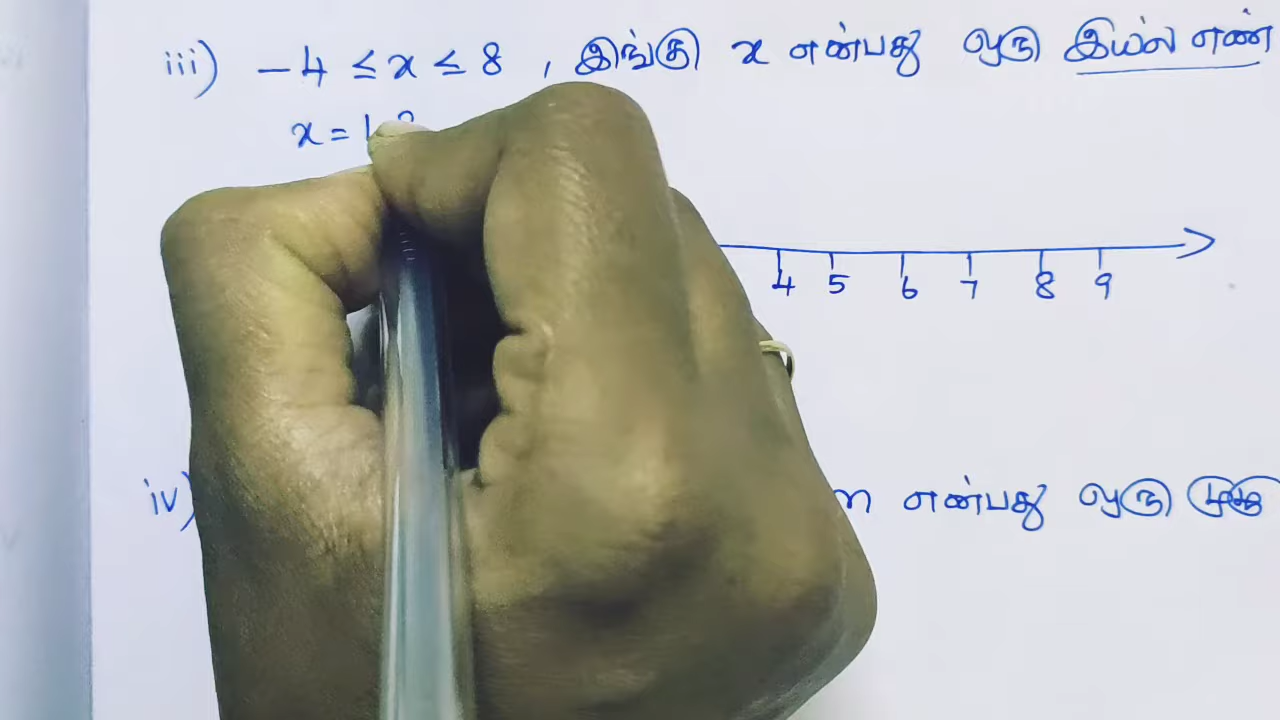 iii) -4 ≤ x ≤ 8 , இங்கு x என்பது ஒரு இயல் எண்
x = 1
4 5 6 7 8 9
iv) என்பது ஒரு